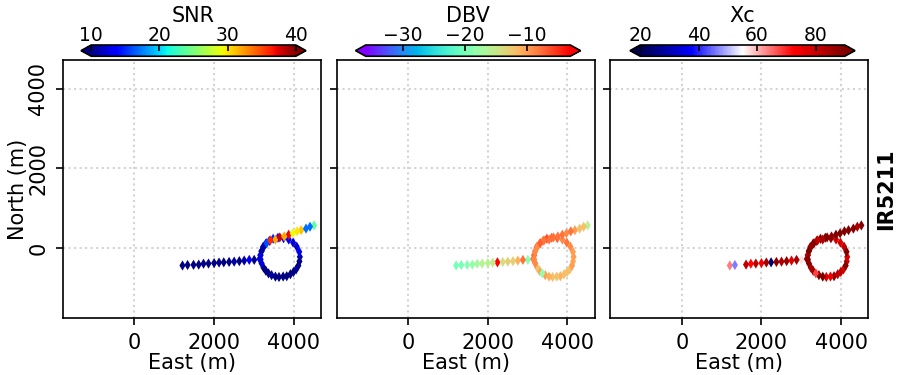 SNR DBV Xc
10 20 30 40 −30 −20 −10 20 40 60 80
4000
2000
0
North (m)
IR5211
0 2000 4000 0 2000 4000 0 2000 4000
East (m) East (m) East (m)